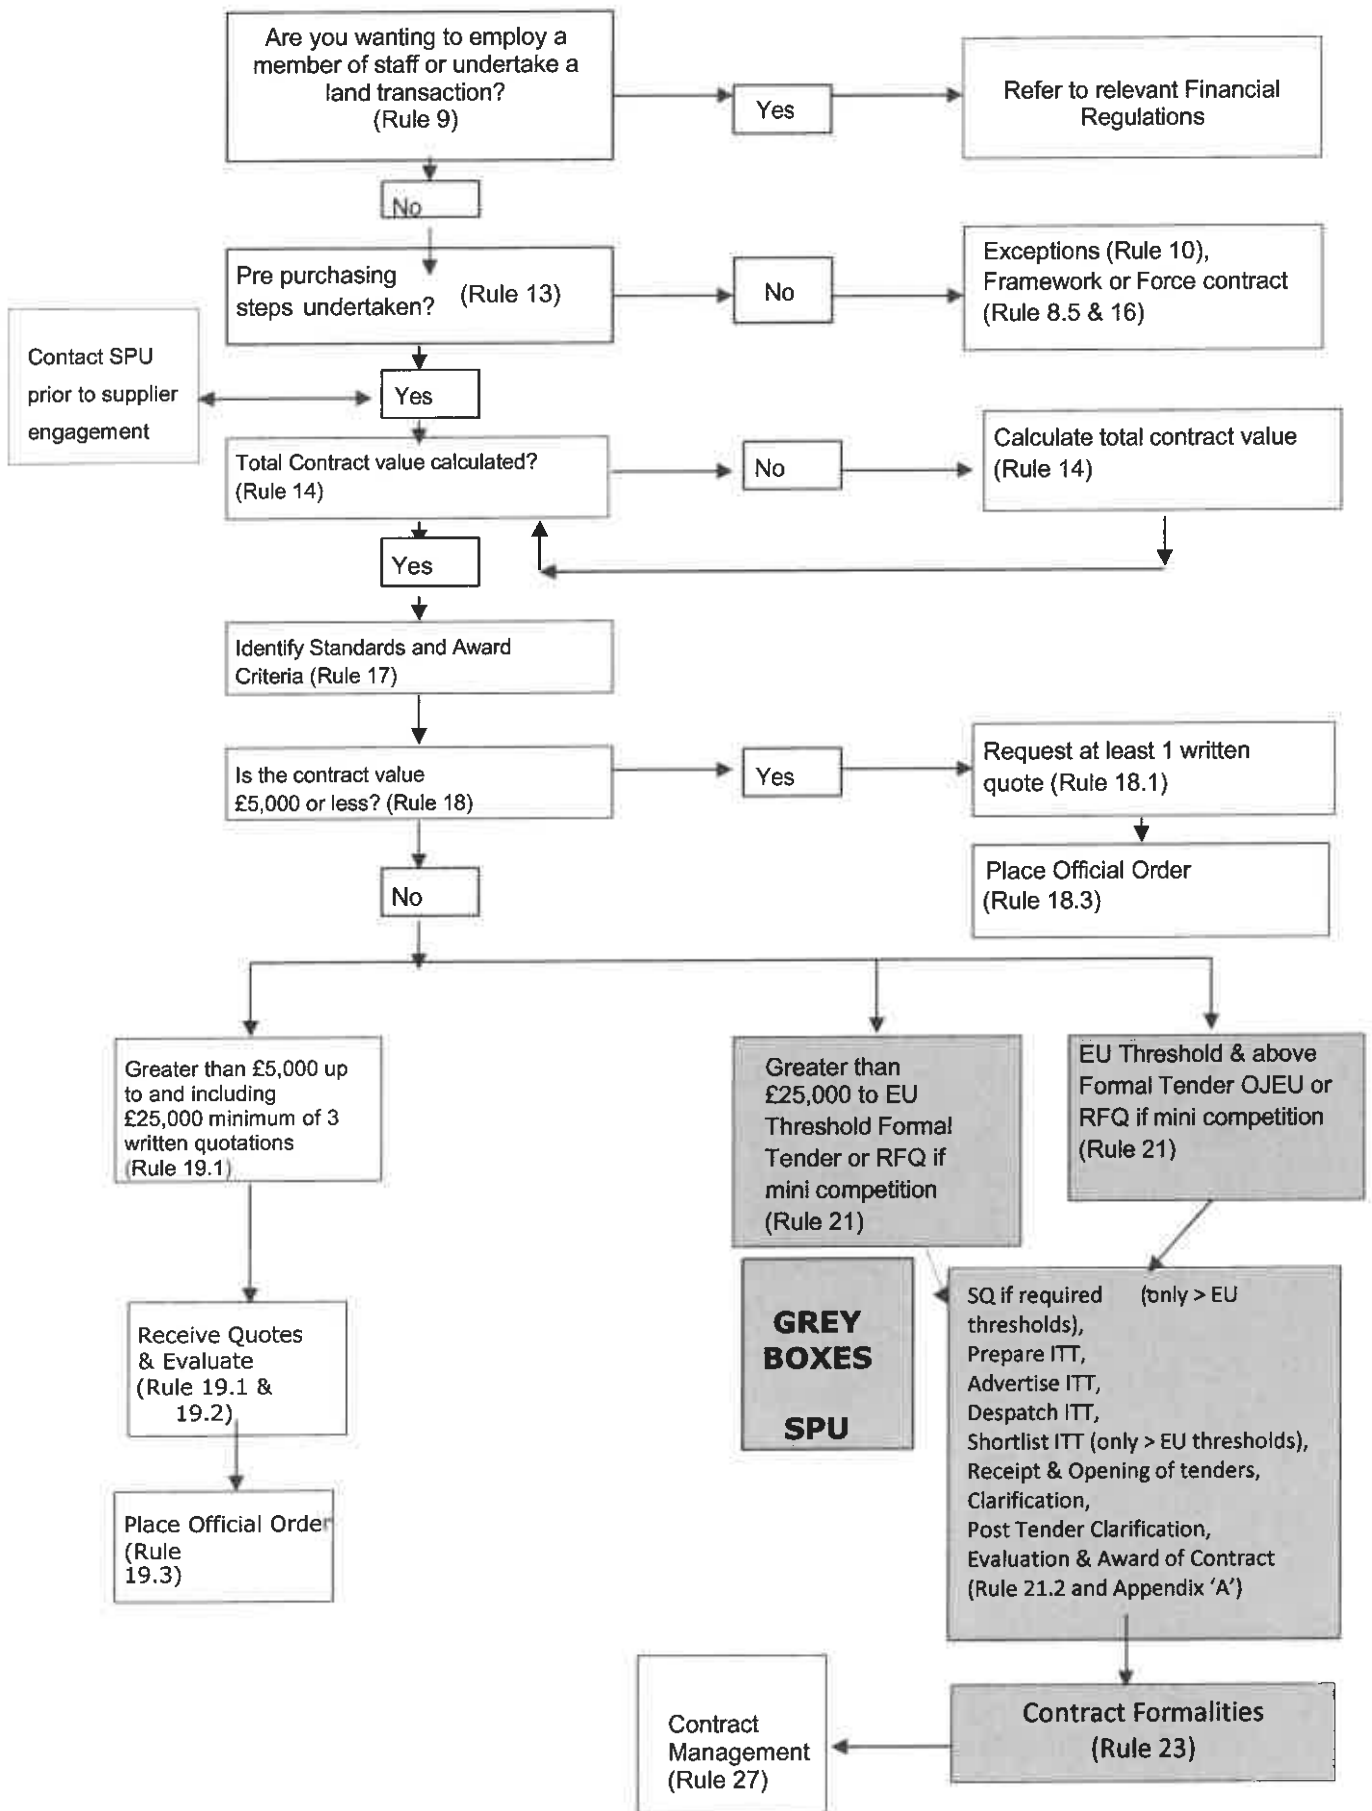 Are you wanting to employ a
member of staff or undertake a
land transaction?
(Rule 9)
Yes
Refer to relevant Financial
Regulations
No
Pre purchasing
steps undertaken?
(Rule 13)
No
Exceptions (Rule 10),
Framework or Force contract
(Rule 8.5 & 16)
Contact SPU
prior to supplier
engagement
Yes
Total Contract value calculated?
(Rule 14)
No
Calculate total contract value
(Rule 14)
Yes
Identify Standards and Award
Criteria (Rule 17)
Is the contract value
£5,000 or less? (Rule 18)
Yes
Request at least 1 written
quote (Rule 18.1)
Place Official Order
(Rule 18.3)
No
Greater than £5,000 up
to and including
£25,000 minimum of 3
written quotations
(Rule 19.1)
Greater than
£25,000 to EU
Threshold Formal
Tender or RFQ if
mini competition
(Rule 21)
EU Threshold & above
Formal Tender OJEU or
RFQ if mini competition
(Rule 21)
Receive Quotes
& Evaluate
(Rule 19.1 &
19.2)
GREY
BOXES
SPU
SQ if required (only > EU
thresholds),
Prepare ITT,
Advertise ITT,
Despatch ITT,
Shortlist ITT (only > EU thresholds),
Receipt & Opening of tenders,
Clarification,
Post Tender Clarification,
Evaluation & Award of Contract
(Rule 21.2 and Appendix ‘A’)
Place Official Order
(Rule
19.3)
Contract
Management
(Rule 27)
Contract Formalities
(Rule 23)